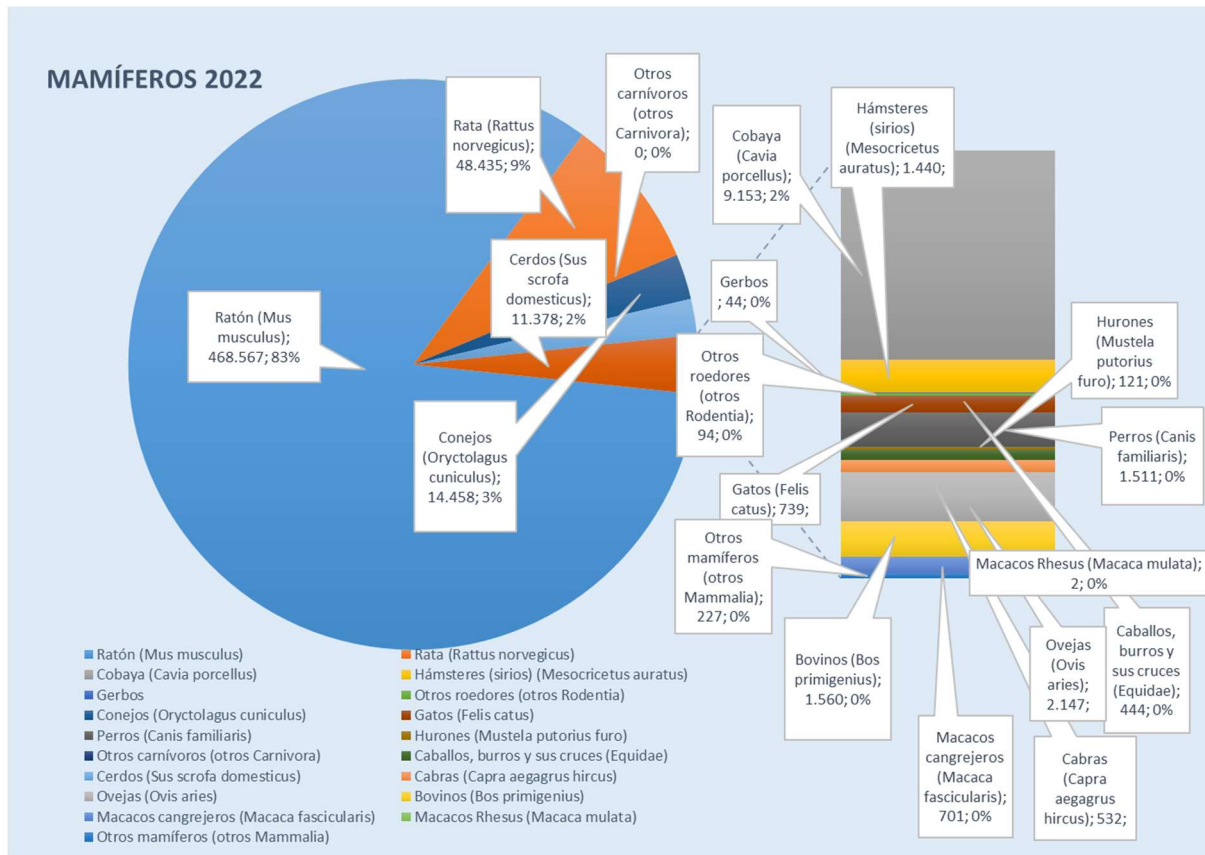 MAMÍFEROS 2022
Rata (Rattus
norvegicus);
48.435; 9%
Otros
carnívoros
(otros
Carnivora);
0; 0%
Cobaya
(Cavia
porcellus);
9.153; 2%
Hámsteres
(sirios)
(Mesocricetus
auratus); 1.440;
Cerdos (Sus
scrofa
domesticus);
11.378; 2%
Gerbos
; 44; 0%
Hurones
(Mustela
putorius
furo); 121; 0%
Ratón (Mus
musculus);
468.567; 83%
Otros
roedores
(otros
Rodentia);
94; 0%
Conejos
(Oryctolagus
cuniculus);
14.458; 3%
Perros (Canis
familiaris);
1.511; 0%
Gatos (Felis
catus); 739;
Otros
mamíferos
(otros
Mammalia);
227; 0%
Macacos Rhesus (Macaca mulata);
2; 0%
Bovinos (Bos
primigenius);
1.560; 0%
Ovejas
(Ovis
aries);
2.147;
Caballos,
burros y
sus cruces
(Equidae);
444; 0%
Macacos
cangrejeros
(Macaca
fascicularis);
701; 0%
Cabras
(Capra
aegagrus
hircus); 532;
Ratón (Mus musculus)
Rata (Rattus norvegicus)
Cobaya (Cavia porcellus)
Hámsteres (sirios) (Mesocricetus auratus)
Gerbos
Otros roedores (otros Rodentia)
Conejos (Oryctolagus cuniculus)
Gatos (Felis catus)
Perros (Canis familiaris)
Hurones (Mustela putorius furo)
Otros carnívoros (otros Carnivora)
Caballos, burros y sus cruces (Equidae)
Cerdos (Sus scrofa domesticus)
Cabras (Capra aegagrus hircus)
Ovejas (Ovis aries)
Bovinos (Bos primigenius)
Macacos cangrejeros (Macaca fascicularis)
Macacos Rhesus (Macaca mulata)
Otros mamíferos (otros Mammalia)